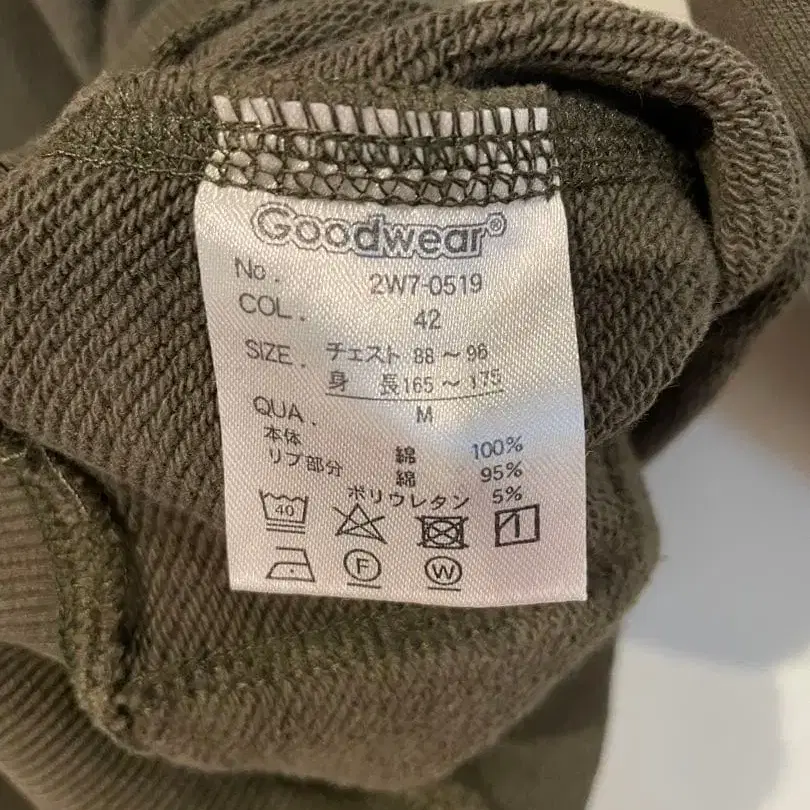 Goodwear®
No. 2W7-0519
COL. 42
SIZE. チェスト 88～96
身 長165～175
M
QUA.
本体 綿 100%
リブ部分 綿 95%
ポリウレタン 5%
40
F W